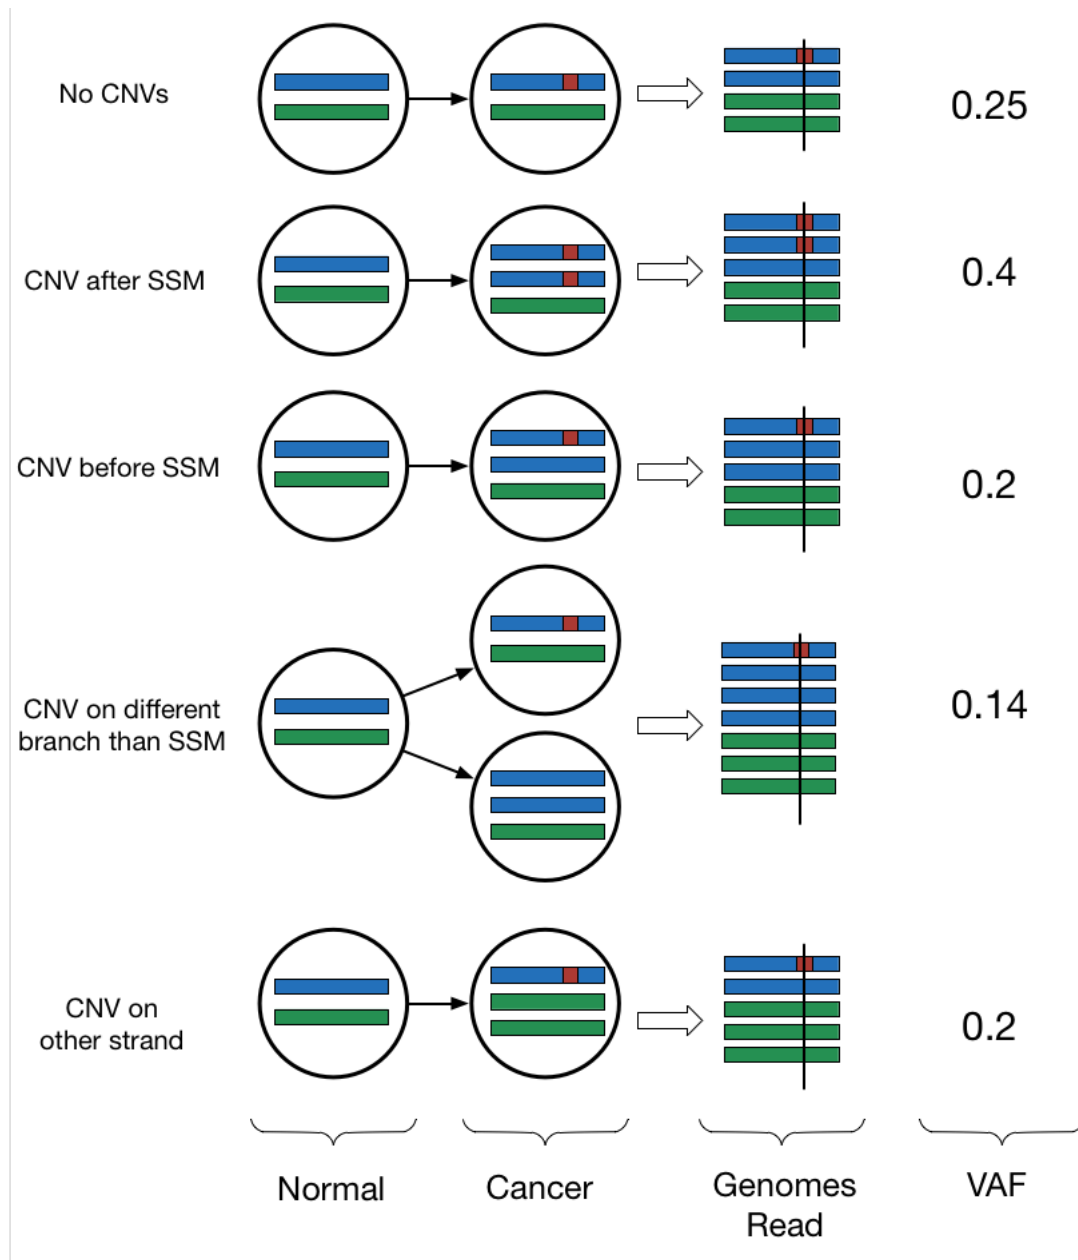 No CNVs
0.25
CNV after SSM
0.4
CNV before SSM
0.2
CNV on different
branch than SSM
0.14
CNV on
other strand
0.2
Normal
Cancer
Genomes
Read
VAF